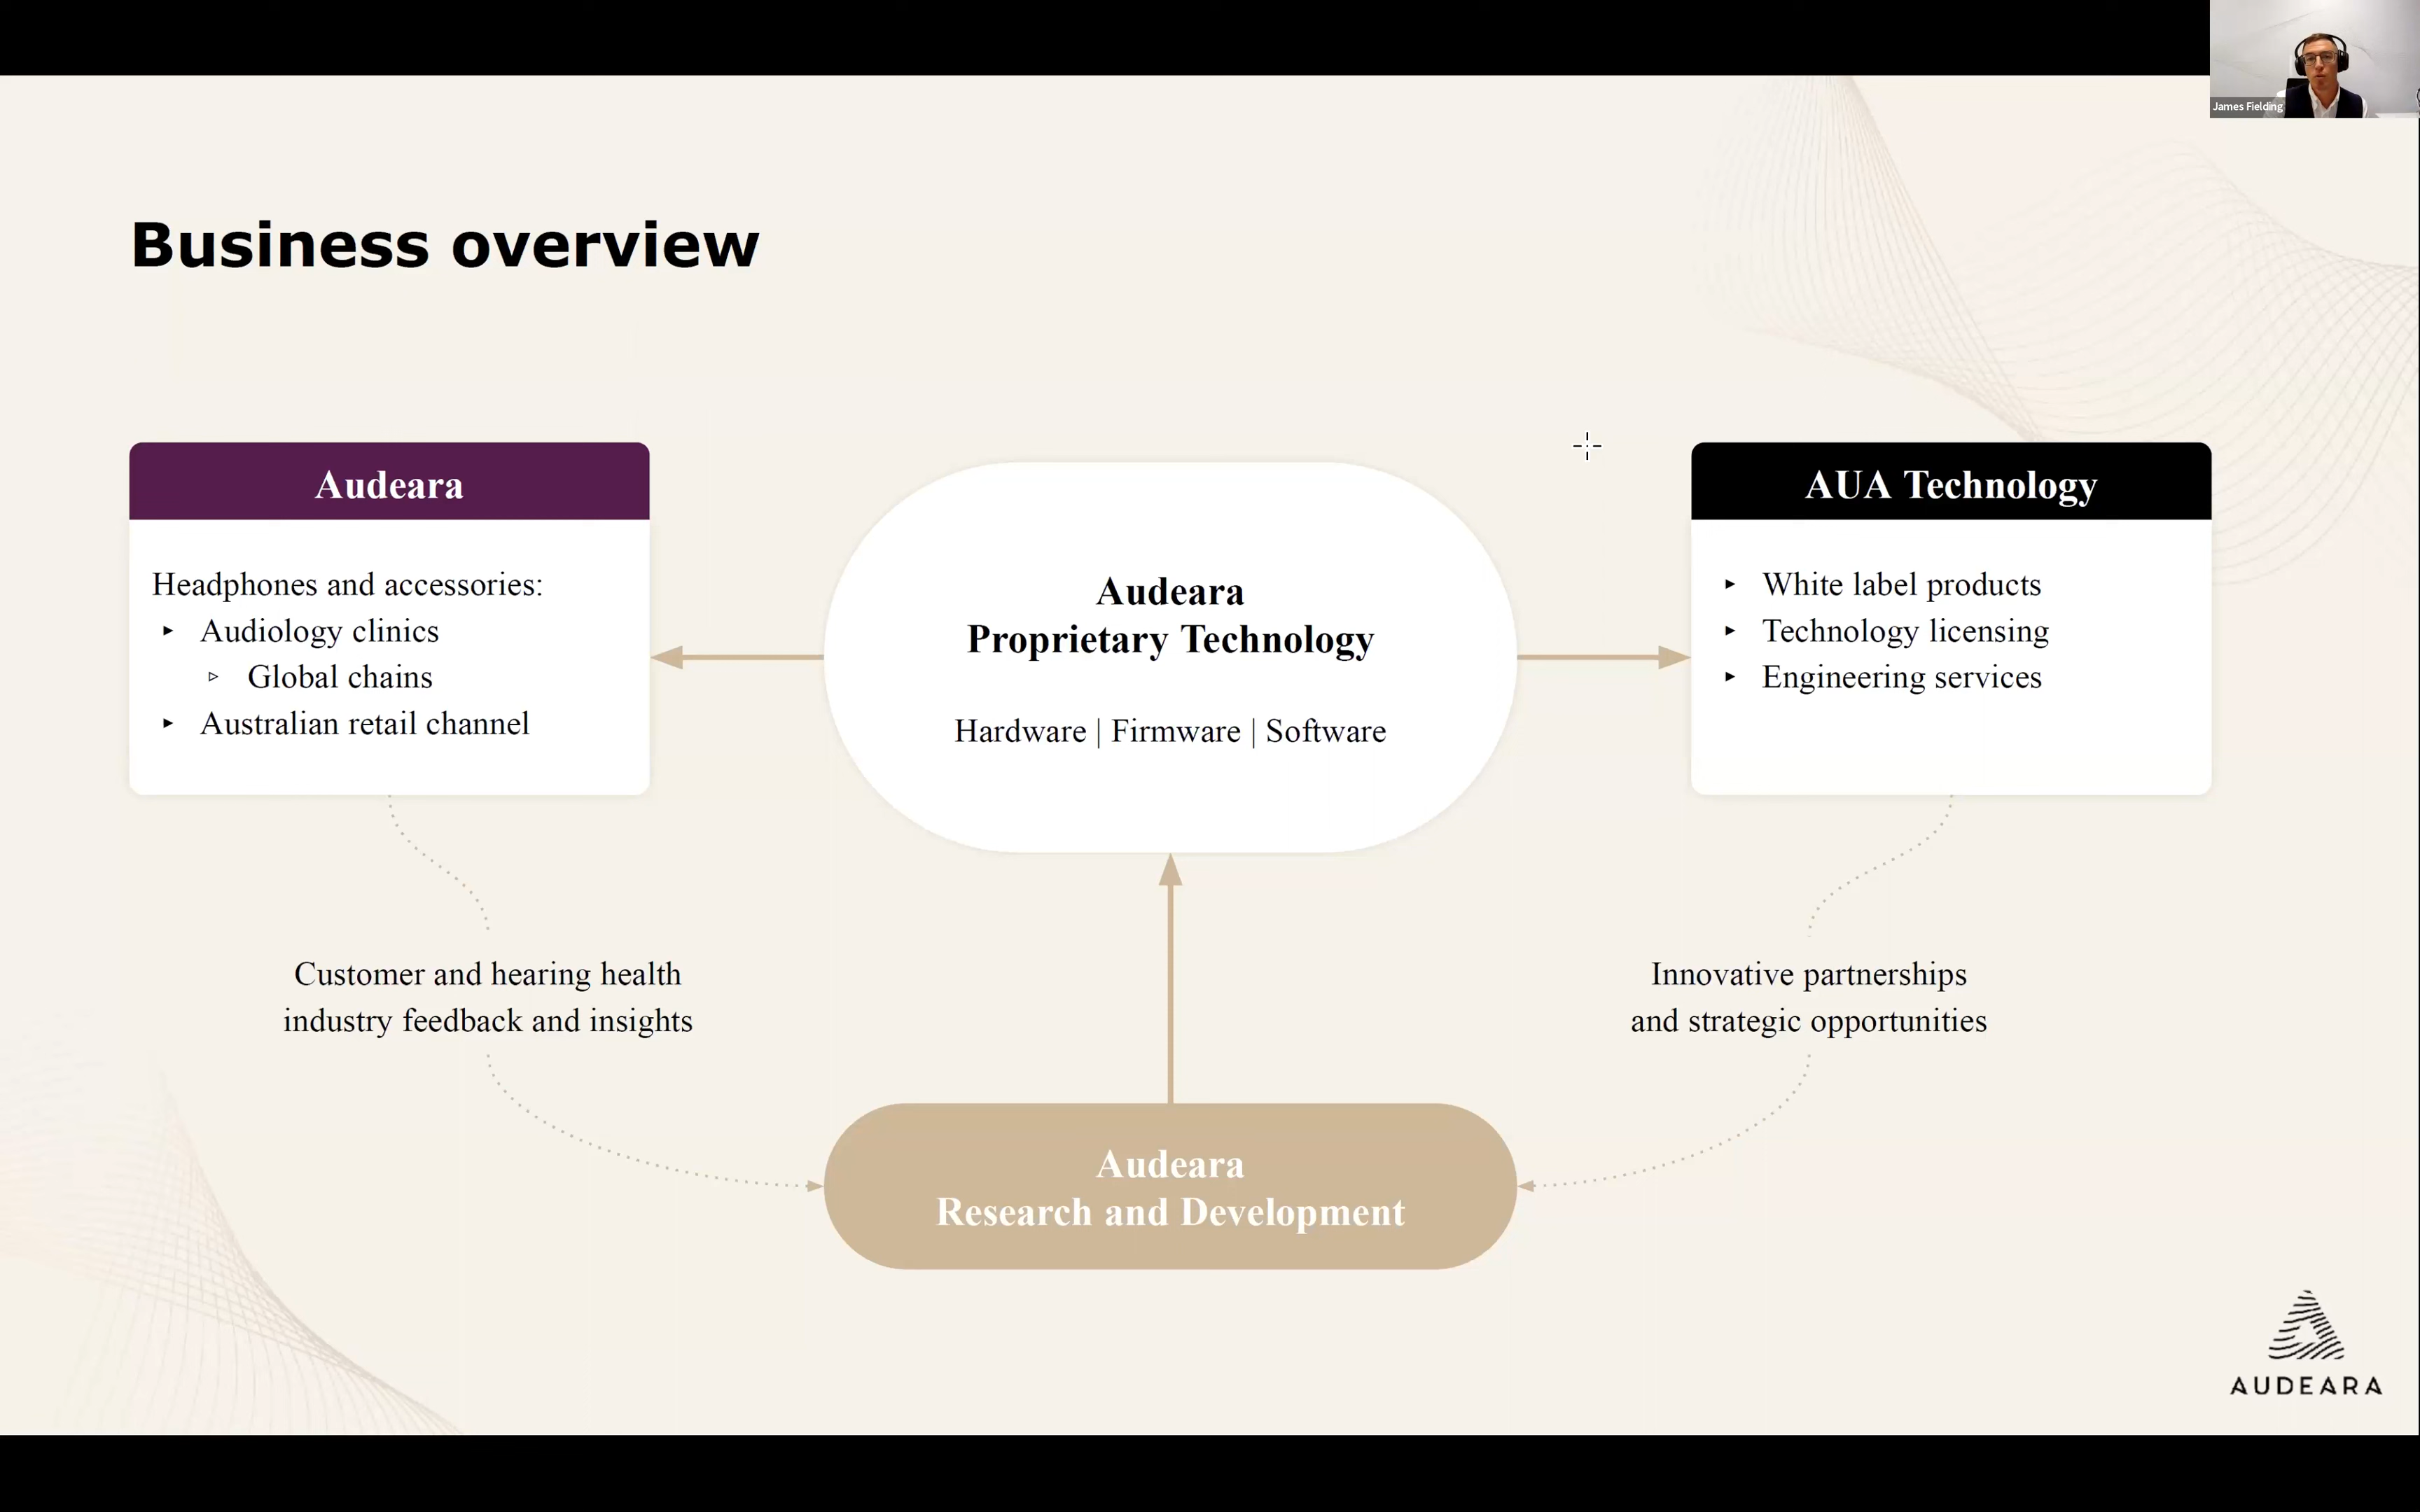 James Fielding
Business overview
Audeara
Headphones and accessories:
Audiology clinics
Global chains
Australian retail channel
Audeara
Proprietary Technology
Hardware | Firmware | Software
AUA Technology
White label products
Technology licensing
Engineering services
Customer and hearing health
industry feedback and insights
Innovative partnerships
and strategic opportunities
Audeara
Research and Development
AUDEARA